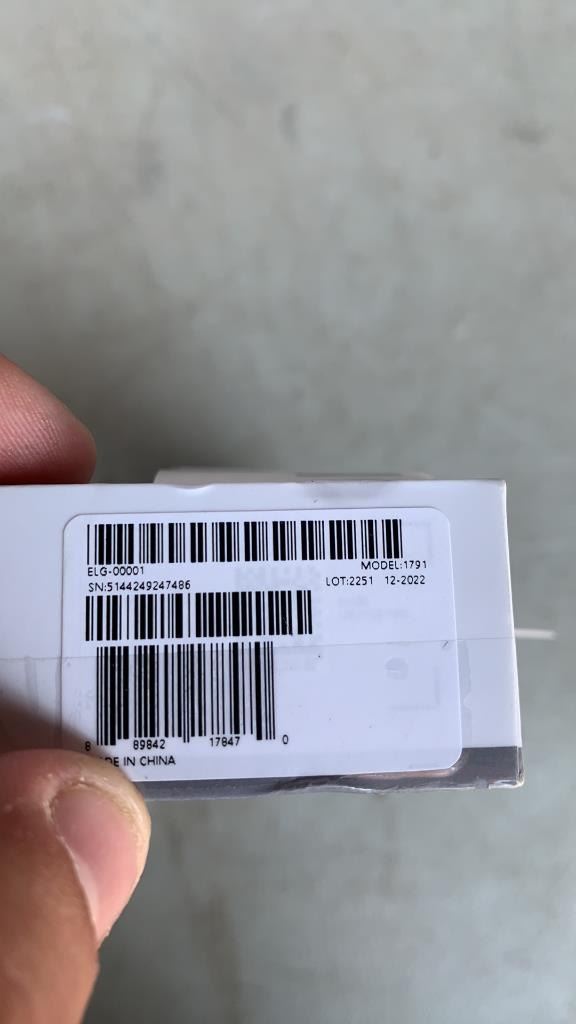 ELG-00001 MODEL:1791
SN:5144249247486 LOT:2251 12-2022
8 89842 17847 0
DE IN CHINA